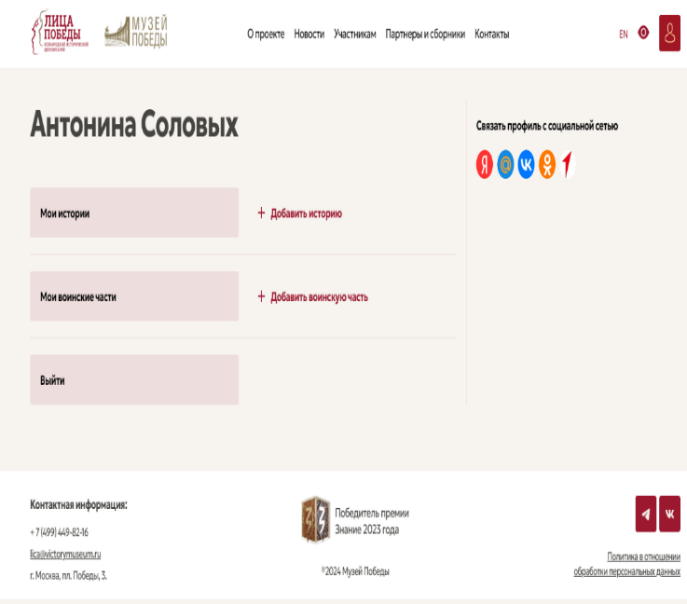 ЛИЦА
ПОБЕДЫ
МУЗЕЙ
ПОБЕДЫ
О проекте Новости Участникам Партнеры и сборники Контакты
EN
Антонина Соловых
Связать профиль с социальной сетью
Мои истории
+ Добавить историю
Мои воинские части
+ Добавить воинскую часть
Выйти
Контактная информация:
+ 7 (499) 449-82-16
lica@victorymuseum.ru
г. Москва, пл. Победы, 3.
Победитель премии
Знание 2023 года
©2024 Музей Победы
Политика в отношении
обработки персональных данных